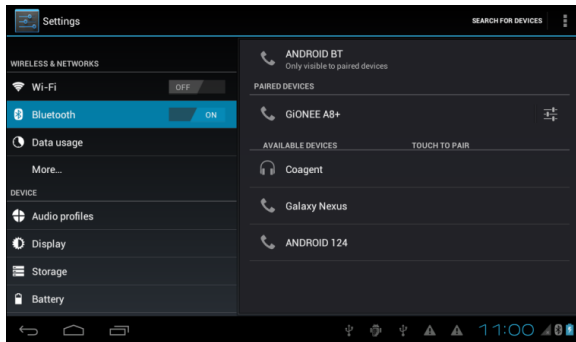 Settings
SEARCH FOR DEVICES
WIRELESS & NETWORKS
Wi-Fi
OFF
Bluetooth
ON
Data usage
More...
DEVICE
Audio profiles
Display
Storage
Battery
ANDROID BT
Only visible to paired devices
PAIRED DEVICES
GiONEE A8+
AVAILABLE DEVICES TOUCH TO PAIR
Coagent
Galaxy Nexus
ANDROID 124
11:00